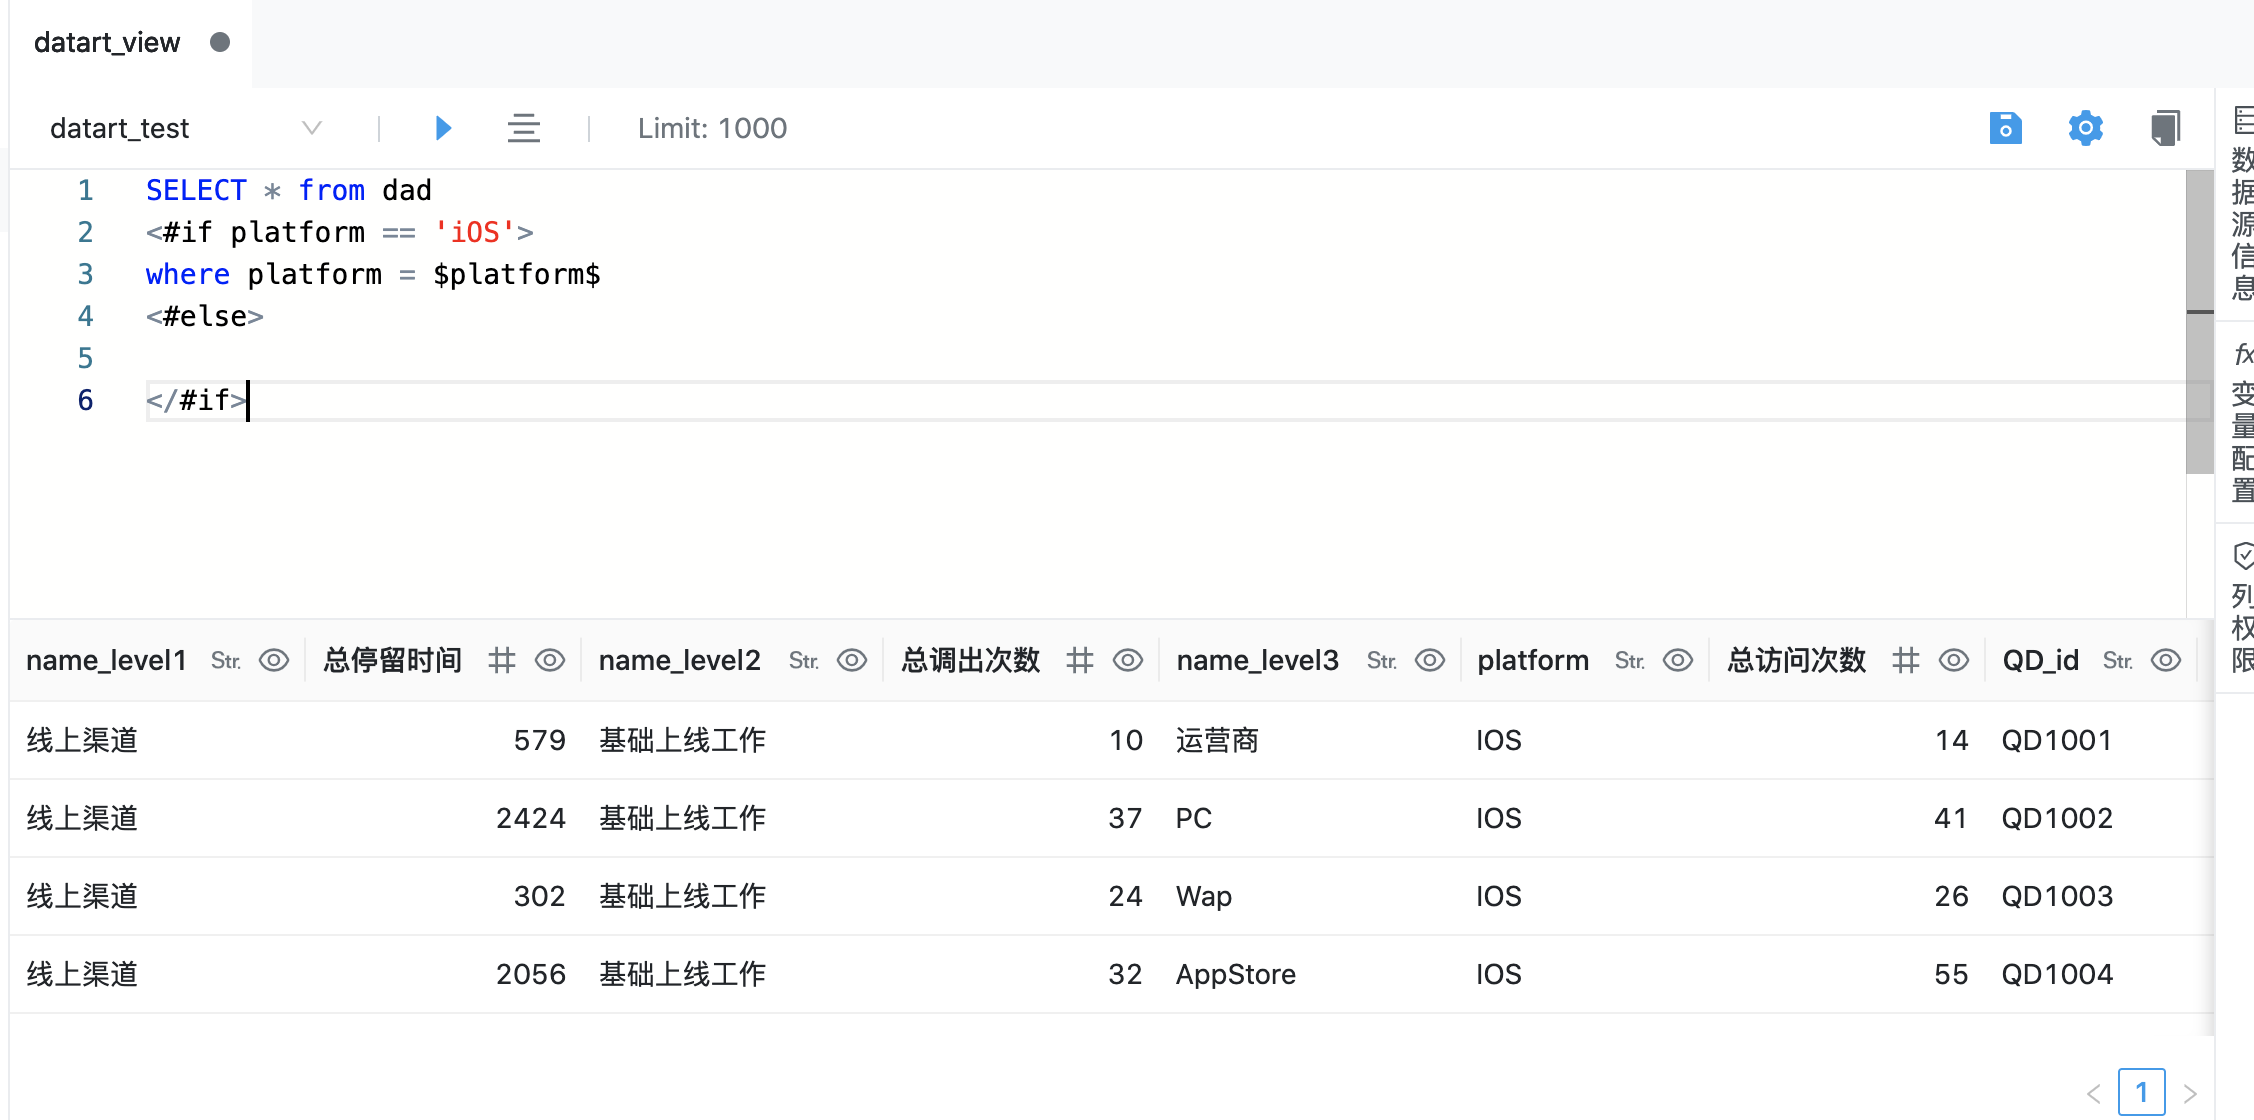 datart_view
datart_test Limit: 1000
1 SELECT * from dad
2 <#if platform == 'iOS'>
3 where platform = $platform$
4 <#else>
5
6 </#if>
name_level1 Str. 总停留时间 name_level2 Str. 总调出次数 name_level3 Str. platform Str. 总访问次数 QD_id Str.
线上渠道 579 基础上线工作 10 运营商 IOS 14 QD1001
线上渠道 2424 基础上线工作 37 PC IOS 41 QD1002
线上渠道 302 基础上线工作 24 Wap IOS 26 QD1003
线上渠道 2056 基础上线工作 32 AppStore IOS 55 QD1004
< 1 >
数据源信息
fx
变量配置
列权限